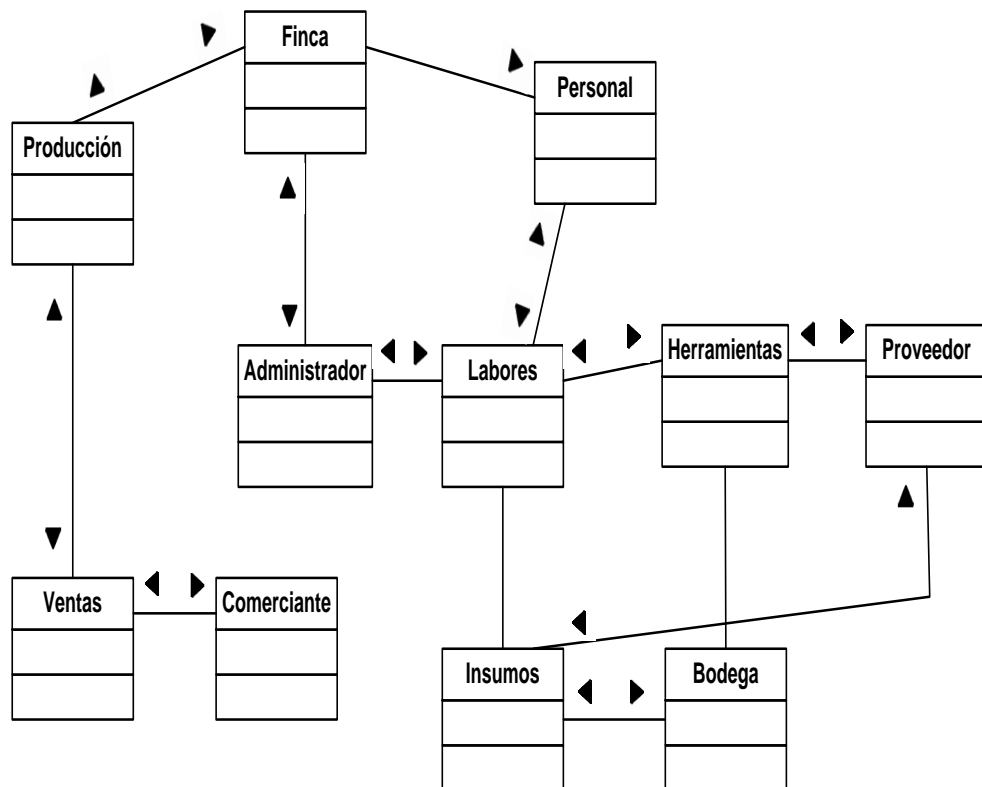 Finca
Personal
Producción
Administrador
Labores
Herramientas
Proveedor
Ventas
Comerciante
Insumos
Bodega